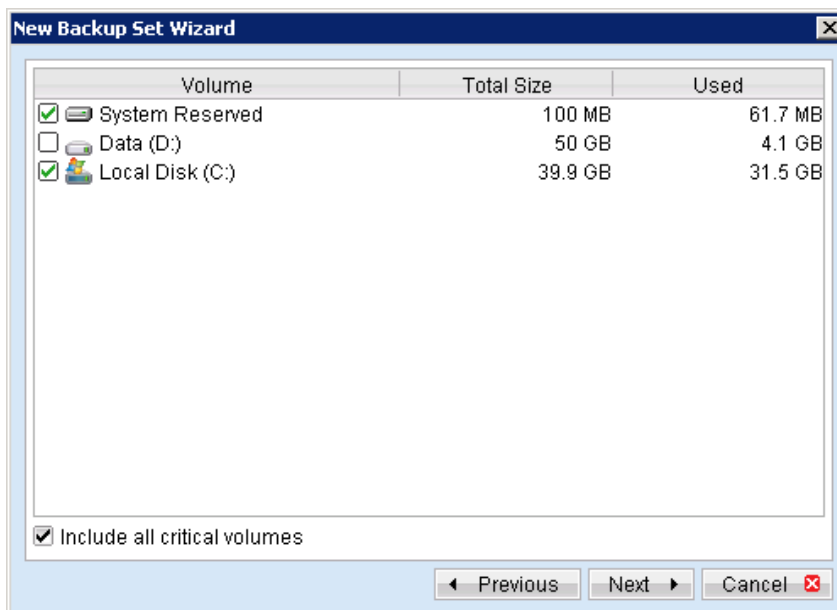 New Backup Set Wizard
Volume Total Size Used
System Reserved 100 MB 61.7 MB
Data (D:) 50 GB 4.1 GB
Local Disk (C:) 39.9 GB 31.5 GB
Include all critical volumes
Previous Next Cancel